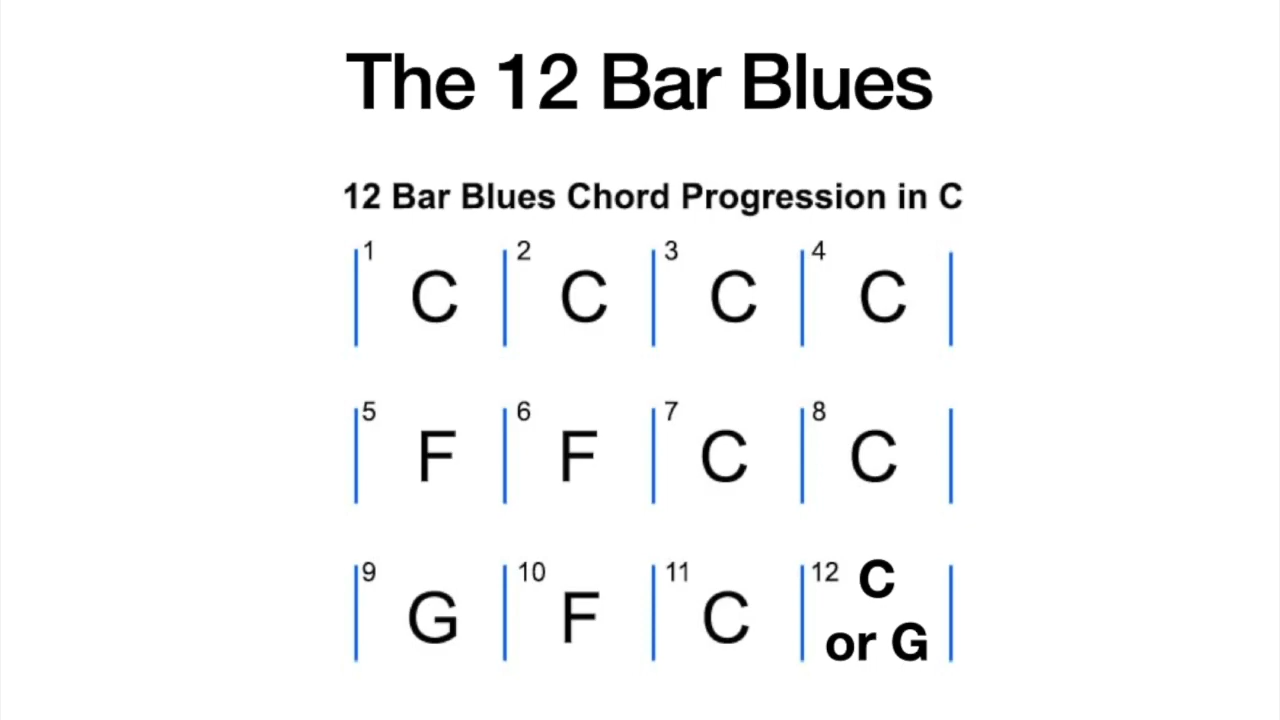 The 12 Bar Blues
12 Bar Blues Chord Progression in C
1 C 2 C 3 C 4 C
5 F 6 F 7 C 8 C
9 G 10 F 11 C 12 C
or G